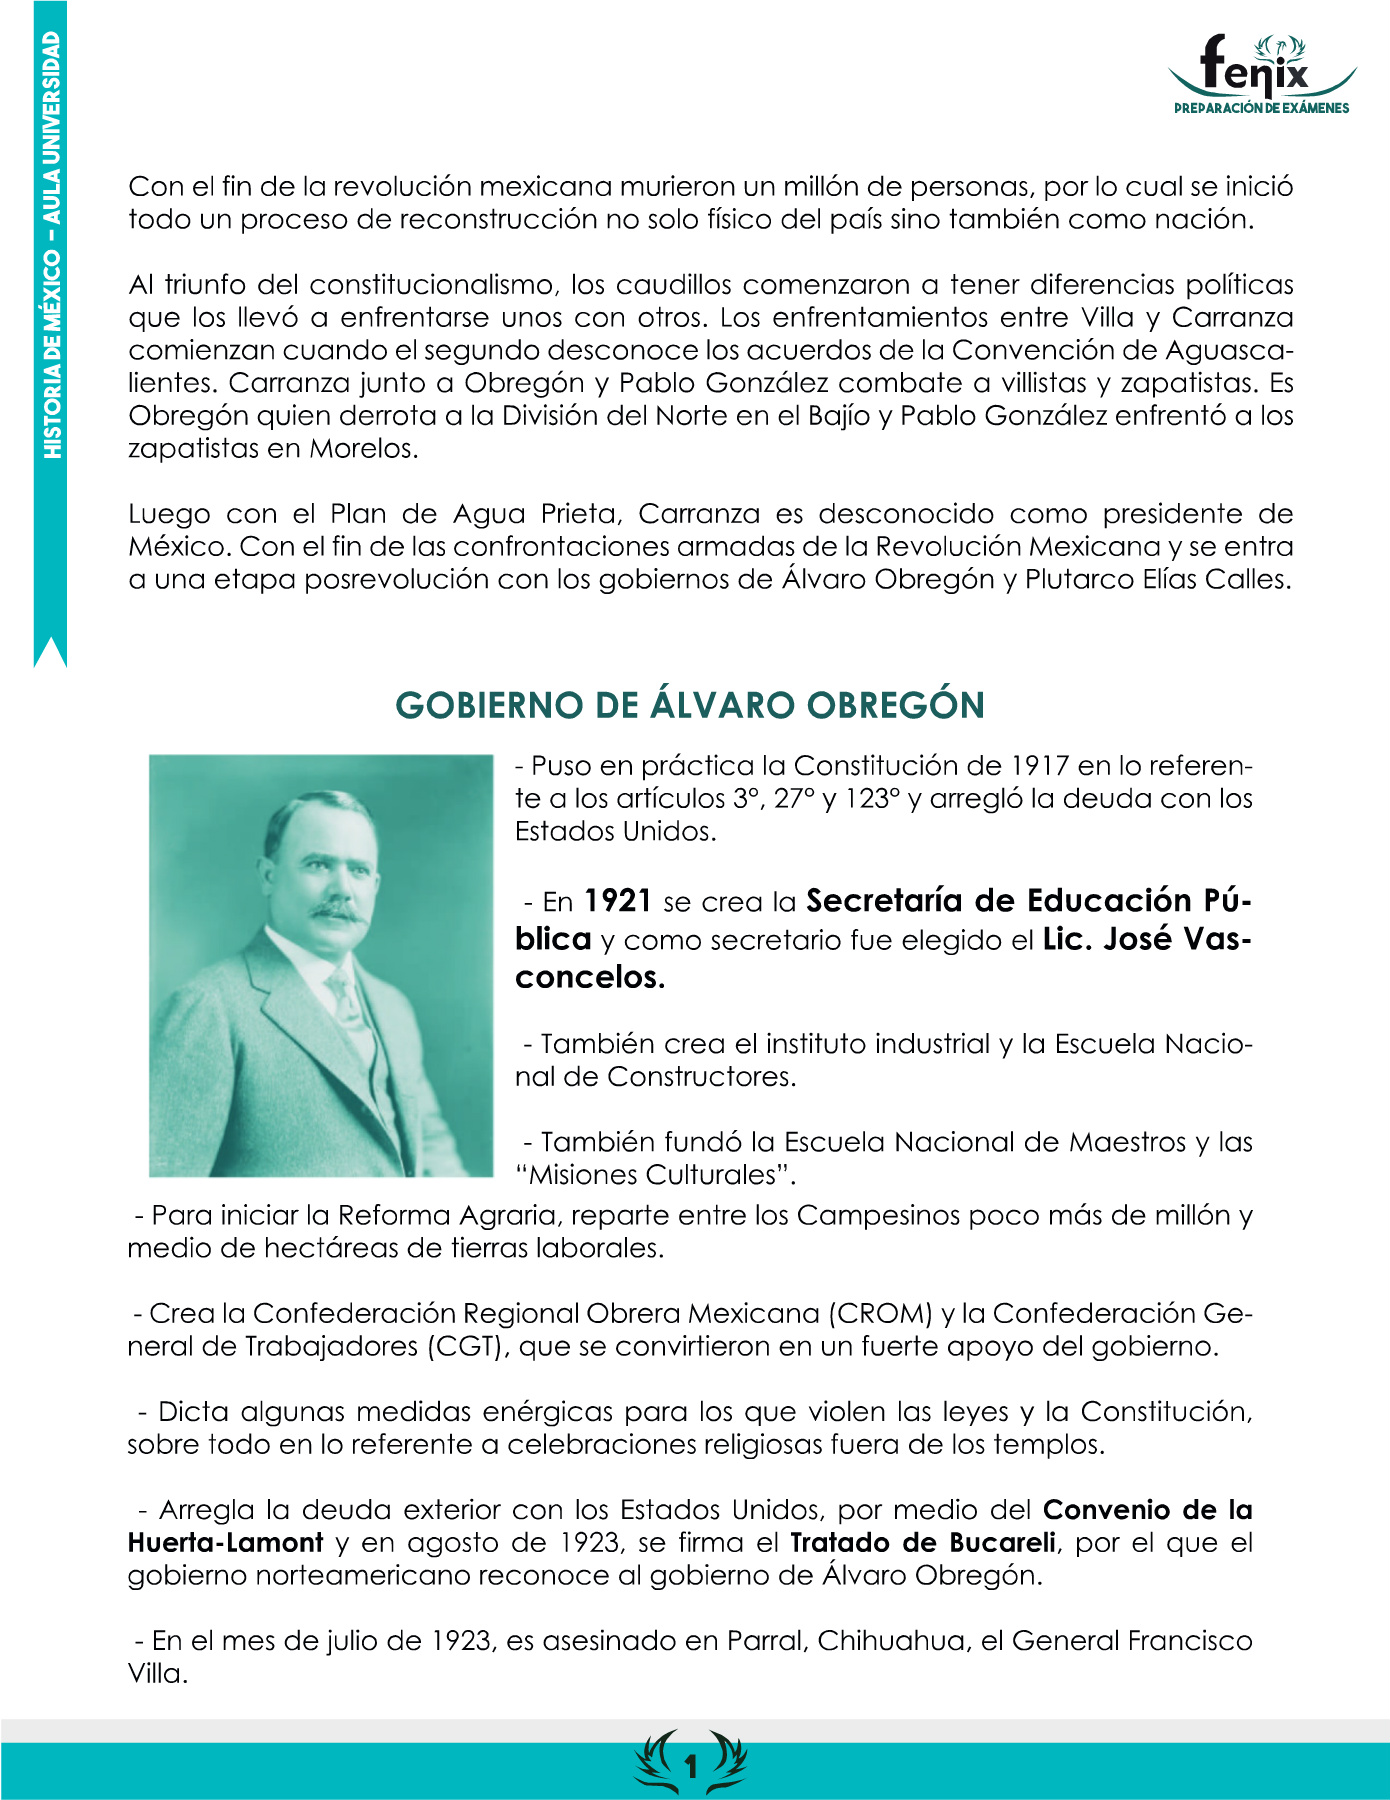 HISTORIA DE MÉXICO - AULA UNIVERSIDAD
fenix
PREPARACIÓN DE EXÁMENES
Con el fin de la revolución mexicana murieron un millón de personas, por lo cual se inició
todo un proceso de reconstrucción no solo físico del país sino también como nación.
Al triunfo del constitucionalismo, los caudillos comenzaron a tener diferencias políticas
que los llevó a enfrentarse unos con otros. Los enfrentamientos entre Villa y Carranza
comienzan cuando el segundo desconoce los acuerdos de la Convención de Aguasca-
lientes. Carranza junto a Obregón y Pablo González combate a villistas y zapatistas. Es
Obregón quien derrota a la División del Norte en el Bajío y Pablo González enfrentó a los
zapatistas en Morelos.
Luego con el Plan de Agua Prieta, Carranza es desconocido como presidente de
México. Con el fin de las confrontaciones armadas de la Revolución Mexicana y se entra
a una etapa posrevolución con los gobiernos de Álvaro Obregón y Plutarco Elías Calles.
GOBIERNO DE ÁLVARO OBREGÓN
- Puso en práctica la Constitución de 1917 en lo referen-
te a los artículos 3°, 27° y 123° y arregló la deuda con los
Estados Unidos.
- En 1921 se crea la Secretaría de Educación Pú-
blica y como secretario fue elegido el Lic. José Vas-
concelos.
- También crea el instituto industrial y la Escuela Nacio-
nal de Constructores.
- También fundó la Escuela Nacional de Maestros y las
“Misiones Culturales”.
- Para iniciar la Reforma Agraria, reparte entre los Campesinos poco más de millón y
medio de hectáreas de tierras laborales.
- Crea la Confederación Regional Obrera Mexicana (CROM) y la Confederación Ge-
neral de Trabajadores (CGT), que se convirtieron en un fuerte apoyo del gobierno.
- Dicta algunas medidas enérgicas para los que violen las leyes y la Constitución,
sobre todo en lo referente a celebraciones religiosas fuera de los templos.
- Arregla la deuda exterior con los Estados Unidos, por medio del Convenio de la
Huerta-Lamont y en agosto de 1923, se firma el Tratado de Bucareli, por el que el
gobierno norteamericano reconoce al gobierno de Álvaro Obregón.
- En el mes de julio de 1923, es asesinado en Parral, Chihuahua, el General Francisco
Villa.
1